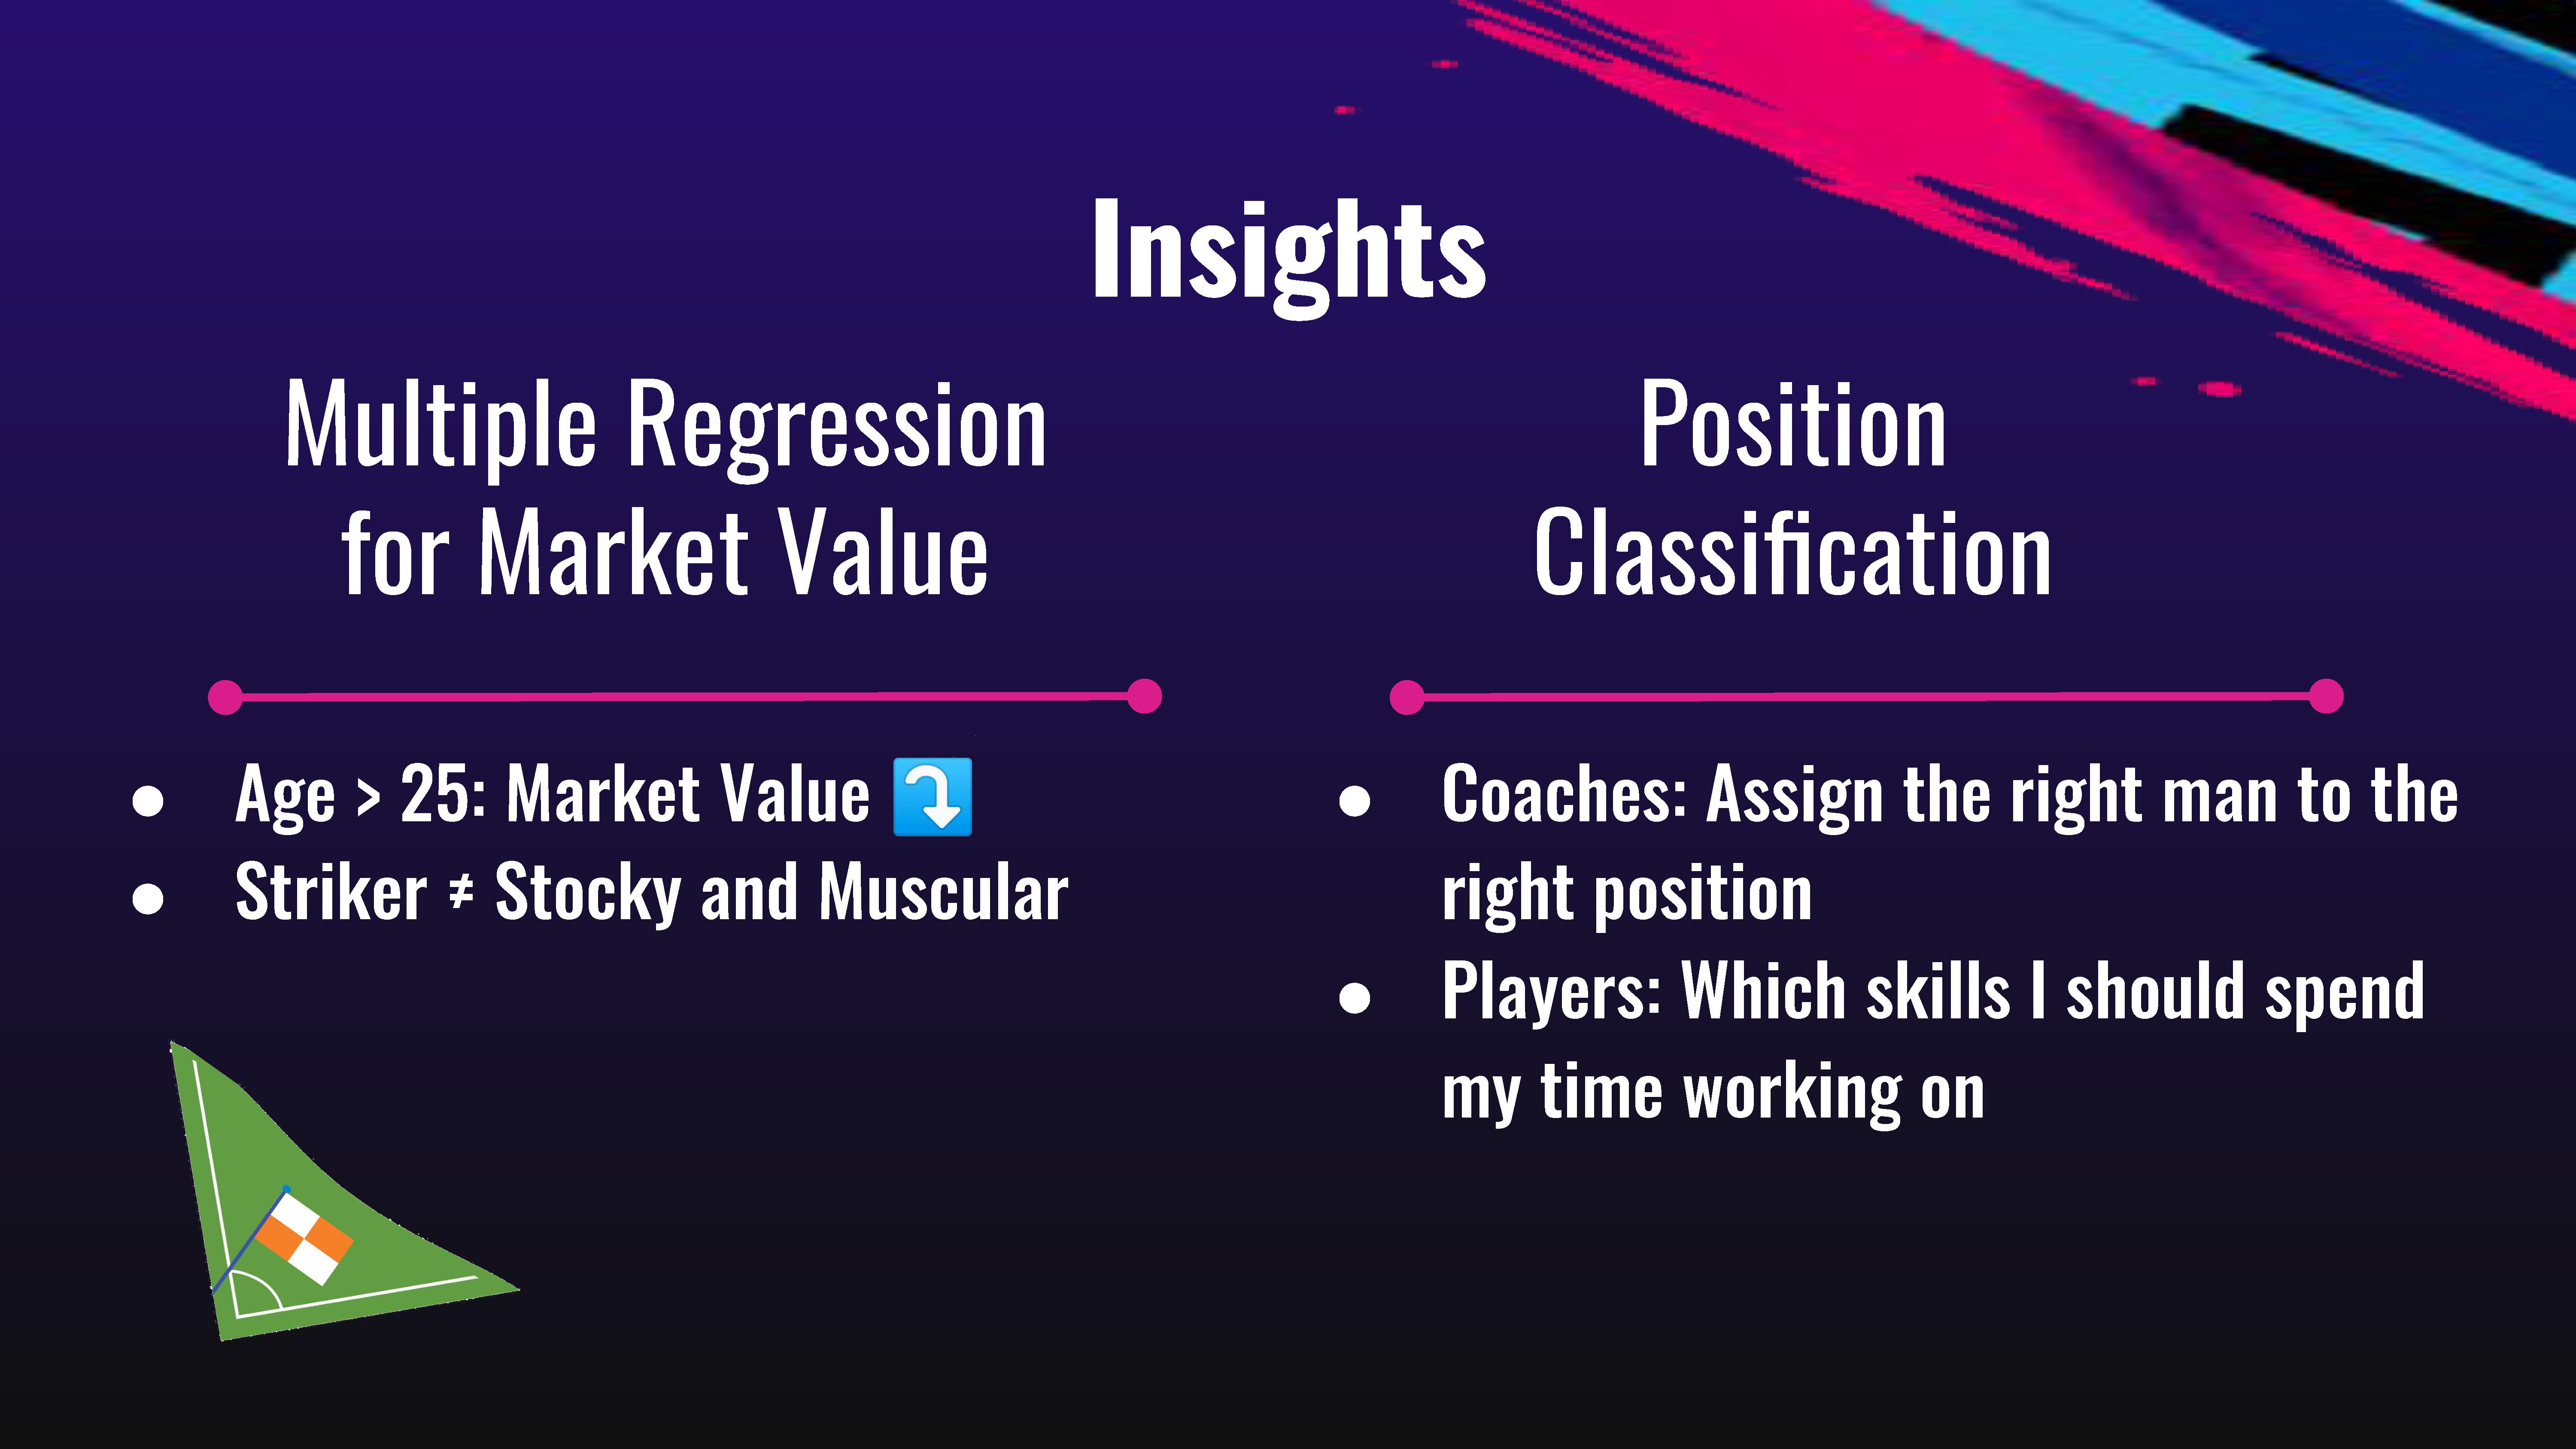 Insights
Multiple Regression
for Market Value
● Age > 25: Market Value ⤵️
● Striker ≠ Stocky and Muscular
Position
Classification
● Coaches: Assign the right man to the
right position
● Players: Which skills I should spend
my time working on